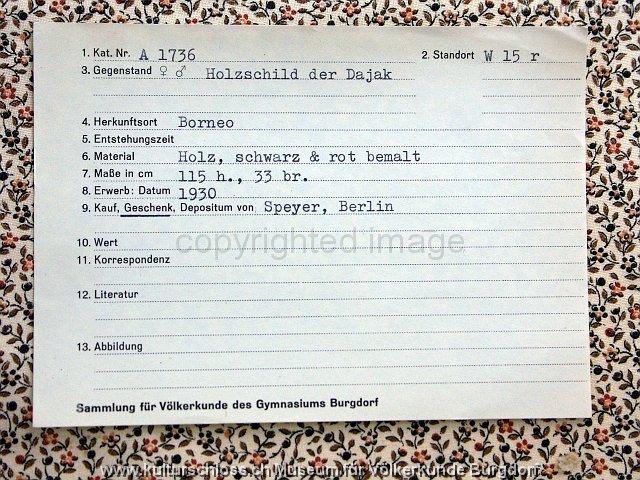 1. Kat. Nr. A 1736 2. Standort W 15 r
3. Gegenstand ♀ ♂ Holzschild der Dajak
4. Herkunftsort Borneo
5. Entstehungszeit
6. Material Holz, schwarz & rot bemalt
7. Maße in cm 115 h., 33 br.
8. Erwerb: Datum 1930
9. Kauf, Geschenk, Depositum von Speyer, Berlin
10. Wert
copyrighted image
11. Korrespondenz
12. Literatur
13. Abbildung
Sammlung für Völkerkunde des Gymnasiums Burgdorf
www.kulturschloss.ch Museum für Völkerkunde Burgdorf